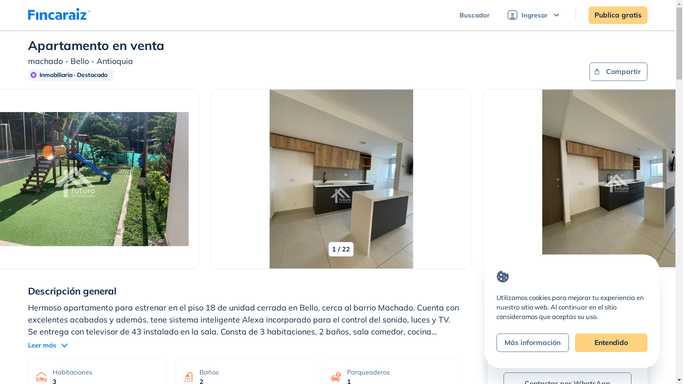 Fincaraiz
Buscador
Ingresar
Publica gratis
Apartamento en venta
machado - Bello - Antioquia
Inmobiliaria · Destacado
Compartir
futuro
1 / 22
Descripción general
Hermoso apartamento para estrenar en el piso 18 de unidad cerrada en Bello, cerca al barrio Machado. Cuenta con
excelentes acabados y además, tiene sistema inteligente Alexa incorporado para el control del sonido, luces y TV.
Se entrega con televisor de 43 instalado en la sala. Consta de 3 habitaciones, 2 baños, sala comedor, cocina...
Leer más
Habitaciones
3
Baños
2
Parqueaderos
1
Utilizamos cookies para mejorar tu experiencia en
nuestro sitio web. Al continuar en el sitio
consideramos que aceptas su uso.
Más información
Entendido
Contactar por WhatsApp